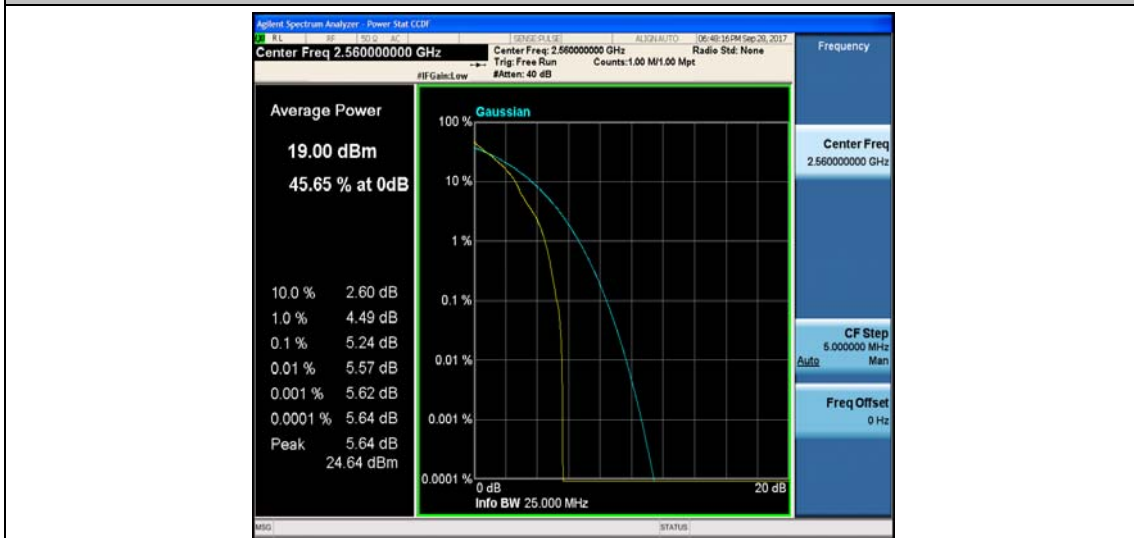 Agilent Spectrum Analyzer - Power Stat CCDF
RL RF 50 Ω AC SENSE:PULSE ALIGN AUTO 06:48:16 PM Sep 28, 2017
Center Freq 2.560000000 GHz
Center Freq: 2.560000000 GHz Radio Std: None
Trig: Free Run Counts:1.00 M/1.00 Mpt
#IFGain:Low #Atten: 40 dB
Frequency
Average Power
19.00 dBm
45.65 % at 0dB
10.0 % 2.60 dB
1.0 % 4.49 dB
0.1 % 5.24 dB
0.01 % 5.57 dB
0.001 % 5.62 dB
0.0001 % 5.64 dB
Peak 5.64 dB
24.64 dBm
Gaussian
100 %
10 %
1 %
0.1 %
0.01 %
0.001 %
0.0001 %
0 dB 20 dB
Info BW 25.000 MHz
Center Freq
2.560000000 GHz
CF Step
5.000000 MHz
Auto Man
Freq Offset
0 Hz
MSG STATUS